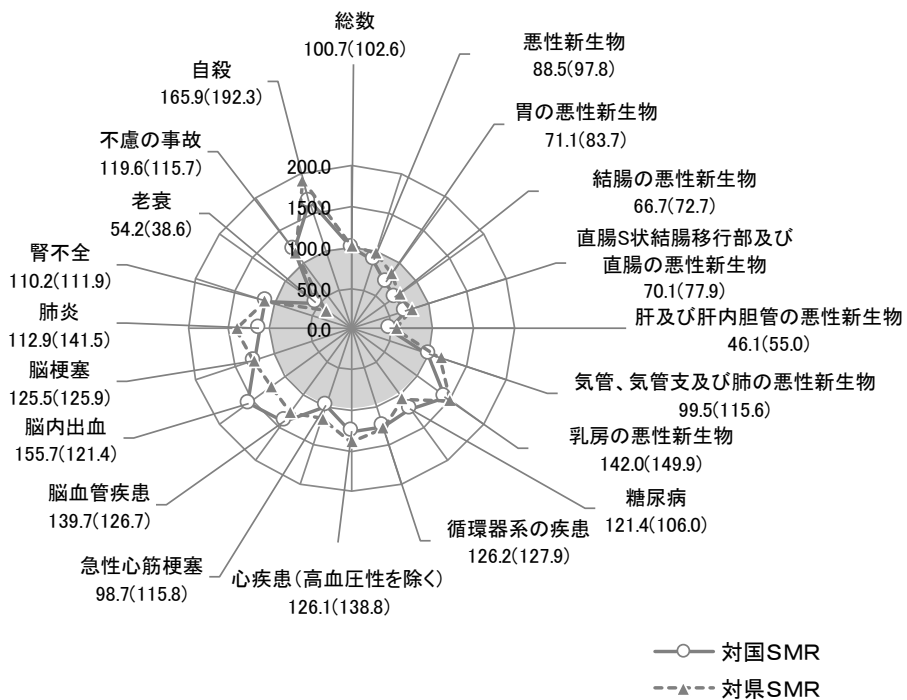 総数
100.7(102.6)
悪性新生物
88.5(97.8)
胃の悪性新生物
71.1(83.7)
結腸の悪性新生物
66.7(72.7)
直腸S状結腸移行部及び
直腸の悪性新生物
70.1(77.9)
肝及び肝内胆管の悪性新生物
46.1(55.0)
気管、気管支及び肺の悪性新生物
99.5(115.6)
乳房の悪性新生物
142.0(149.9)
糖尿病
121.4(106.0)
循環器系の疾患
126.2(127.9)
心疾患(高血圧性を除く)
126.1(138.8)
急性心筋梗塞
98.7(115.8)
脳血管疾患
139.7(126.7)
脳内出血
155.7(121.4)
脳梗塞
125.5(125.9)
肺炎
112.9(141.5)
腎不全
110.2(111.9)
老衰
54.2(38.6)
不慮の事故
119.6(115.7)
自殺
165.9(192.3)
200.0
150.0
100.0
50.0
0.0
対国SMR
対県SMR